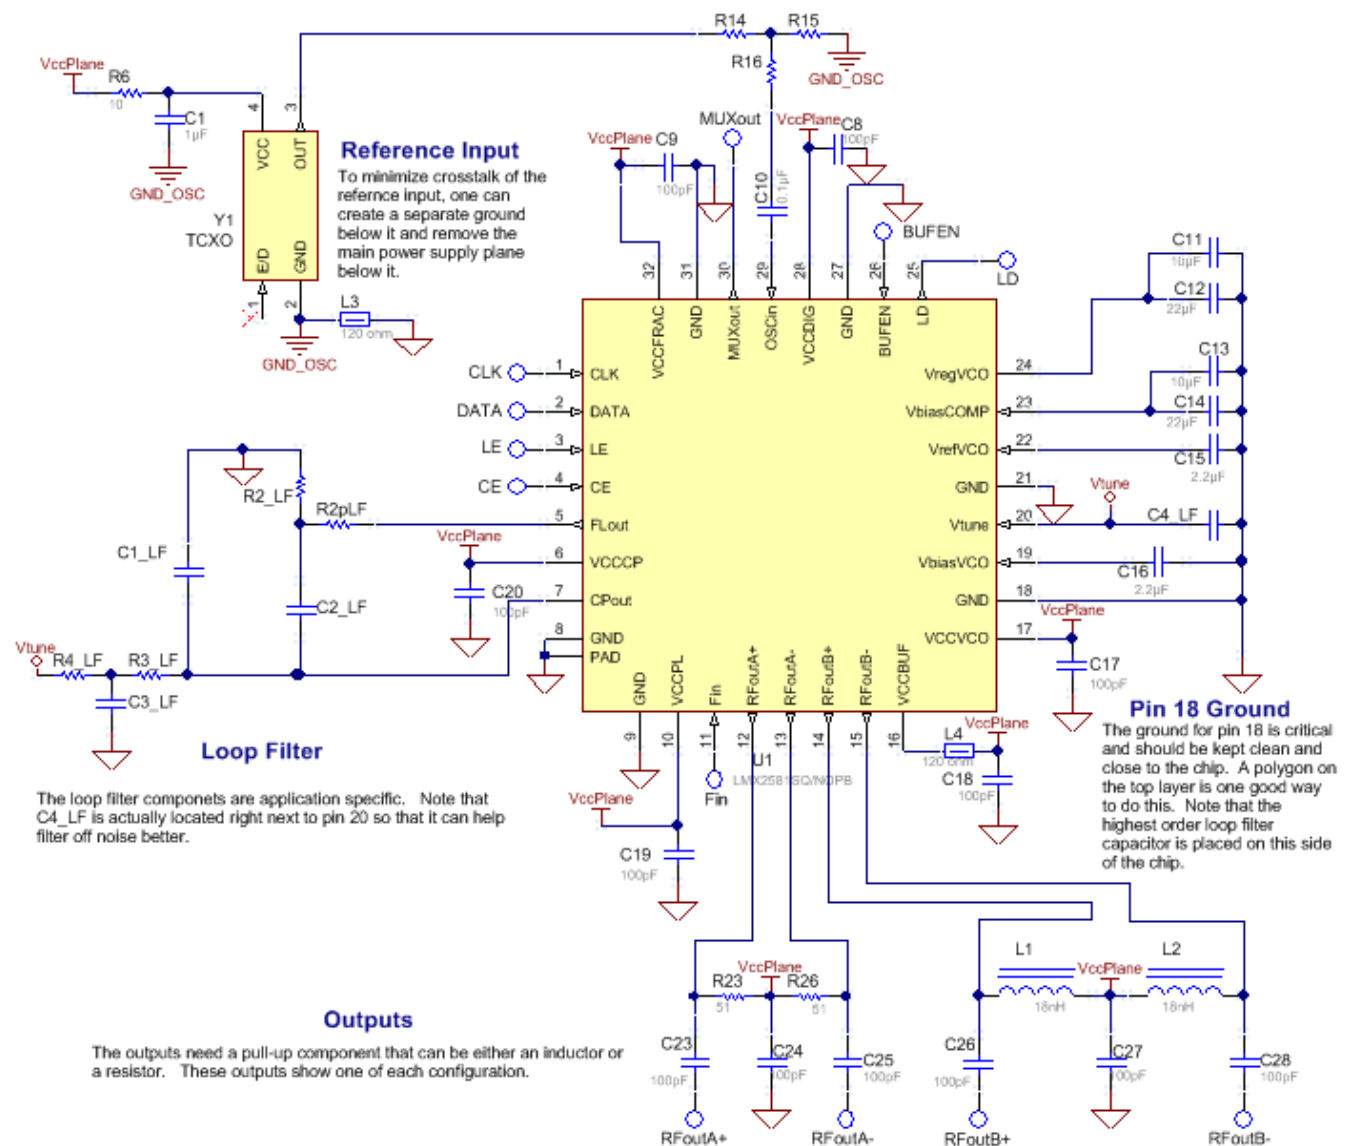 R14
R15
R16
GND_OSC
VccPlane
R6
10
C1
1µF
GND_OSC
4
3
VCC
OUT
E/D
GND
Y1
TCXO
1
2
L3
120 ohm
GND_OSC
Reference Input
To minimize crosstalk of the
refernce input, one can
create a separate ground
below it and remove the
main power supply plane
below it.
VccPlane
C9
100pF
MUXout
C10
0.1µF
VccPlane
C8
100pF
BUFEN
LD
32
31
30
29
28
27
26
25
VCCFRAC
GND
MUXout
OSCin
VCCDIG
GND
BUFEN
LD
CLK
1
CLK
DATA
2
DATA
LE
3
LE
CE
4
CE
5
FLout
6
VCCCP
7
CPout
8
GND
PAD
VregVCO
24
VbiasCOMP
23
VrefVCO
22
GND
21
Vtune
20
VbiasVCO
19
GND
18
VCCVCO
17
C11
10µF
C12
22µF
C13
10µF
C14
22µF
C15
2.2µF
Vtune
C4_LF
C16
2.2µF
VccPlane
C17
100pF
R2_LF
R2pLF
C1_LF
C2_LF
VccPlane
C20
100pF
Vtune
R4_LF
R3_LF
C3_LF
GND
VCCPL
Fin
RFoutA+
RFoutA-
RFoutB+
RFoutB-
VCCBUF
9
10
11
12
13
14
15
16
U1
LMX2581SQ/NOPB
Fin
L4
120 ohm
VccPlane
C18
100pF
VccPlane
C19
100pF
Pin 18 Ground
The ground for pin 18 is critical
and should be kept clean and
close to the chip. A polygon on
the top layer is one good way
to do this. Note that the
highest order loop filter
capacitor is placed on this side
of the chip.
Loop Filter
The loop filter componets are application specific. Note that
C4_LF is actually located right next to pin 20 so that it can help
filter off noise better.
Outputs
The outputs need a pull-up component that can be either an inductor or
a resistor. These outputs show one of each configuration.
VccPlane
R23
51
R26
51
C23
100pF
C24
100pF
C25
100pF
RFoutA+
RFoutA-
L1
18nH
VccPlane
L2
18nH
C26
100pF
C27
100pF
C28
100pF
RFoutB+
RFoutB-